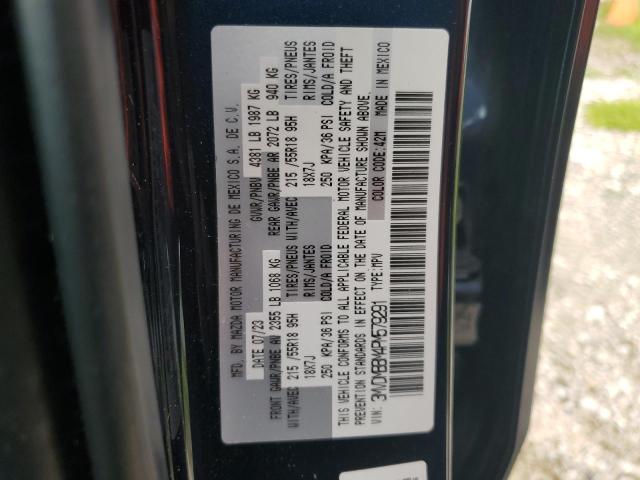 MFD. BY MAZDA MOTOR MANUFACTURING DE MEXICO S.A. DE C.V.
DATE 07/23 GVWR/PNBV 4381 LB 1987 KG
FRONT GAWR/PNBE AV 2355 LB 1068 KG REAR GAWR/PNBE AR 2072 LB 940 KG
WITH/AVEC 215 /55R18 95H TIRES/PNEUS WITH/AVEC 215 /55R18 95H TIRES/PNEUS
18X7J RIMS/JANTES 18X7J RIMS/JANTES
250 KPA/36 PSI COLD/A FROID 250 KPA/36 PSI COLD/A FROID
THIS VEHICLE CONFORMS TO ALL APPLICABLE FEDERAL MOTOR VEHICLE SAFETY AND THEFT
PREVENTION STANDARDS IN EFFECT ON THE DATE OF MANUFACTURE SHOWN ABOVE.
VIN: 3MVDMBBM4PM579291 TYPE:MPV COLOR CODE:42M MADE IN MEXICO